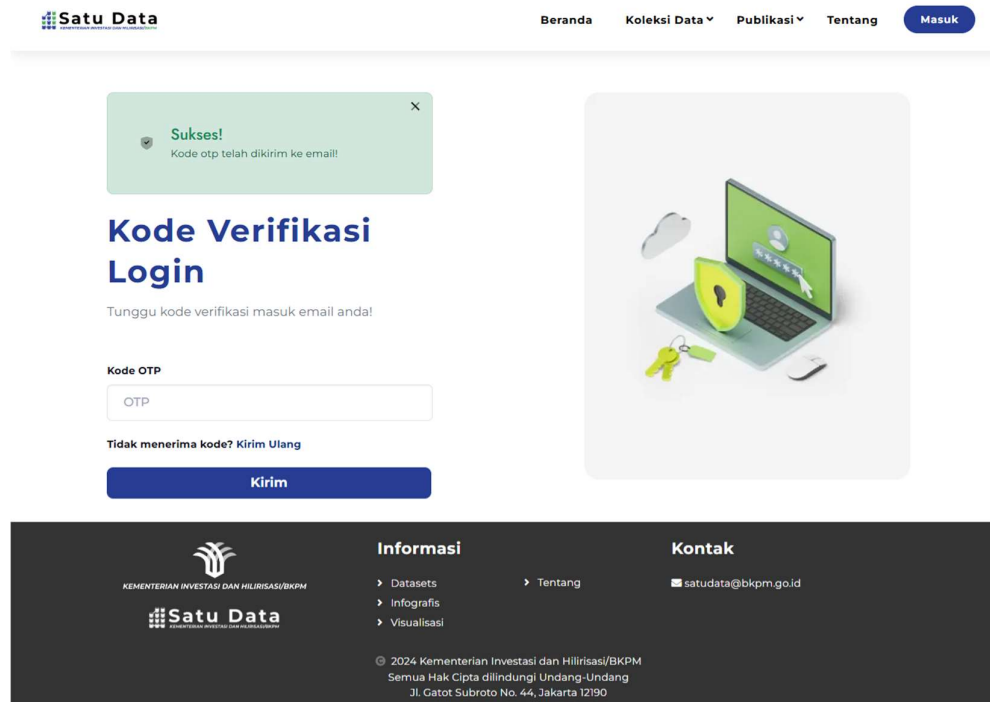 Satu Data
KEMENTERIAN INVESTASI DAN HILIRISASI/BKPM
Beranda
Koleksi Data
Publikasi
Tentang
Masuk
Sukses!
Kode otp telah dikirim ke email!
Kode Verifikasi
Login
Tunggu kode verifikasi masuk email anda!
Kode OTP
OTP
Tidak menerima kode? Kirim Ulang
Kirim
KEMENTERIAN INVESTASI DAN HILIRISASI/BKPM
Satu Data
KEMENTERIAN INVESTASI DAN HILIRISASI/BKPM
Informasi
Datasets
Infografis
Visualisasi
Tentang
Kontak
satudata@bkpm.go.id
© 2024 Kementerian Investasi dan Hilirisasi/BKPM
Semua Hak Cipta dilindungi Undang-Undang
Jl. Gatot Subroto No. 44, Jakarta 12190